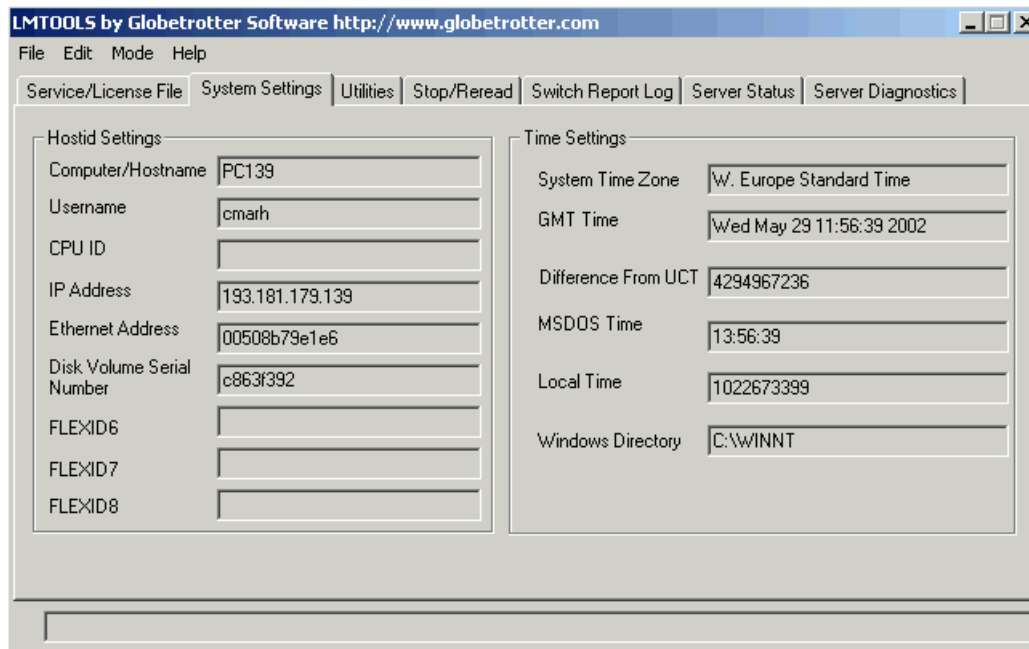 LMTOOLS by Globetrotter Software http://www.globetrotter.com
File Edit Mode Help
Service/License File System Settings Utilities Stop/Reread Switch Report Log Server Status Server Diagnostics
Hostid Settings
Computer/Hostname PC139
Username cmarh
CPU ID
IP Address 193.181.179.139
Ethernet Address 00508b79e1e6
Disk Volume Serial
Number c863f392
FLEXID6
FLEXID7
FLEXID8
Time Settings
System Time Zone W. Europe Standard Time
GMT Time Wed May 29 11:56:39 2002
Difference From UCT 4294967236
MSDOS Time 13:56:39
Local Time 1022673399
Windows Directory C:\WINNT